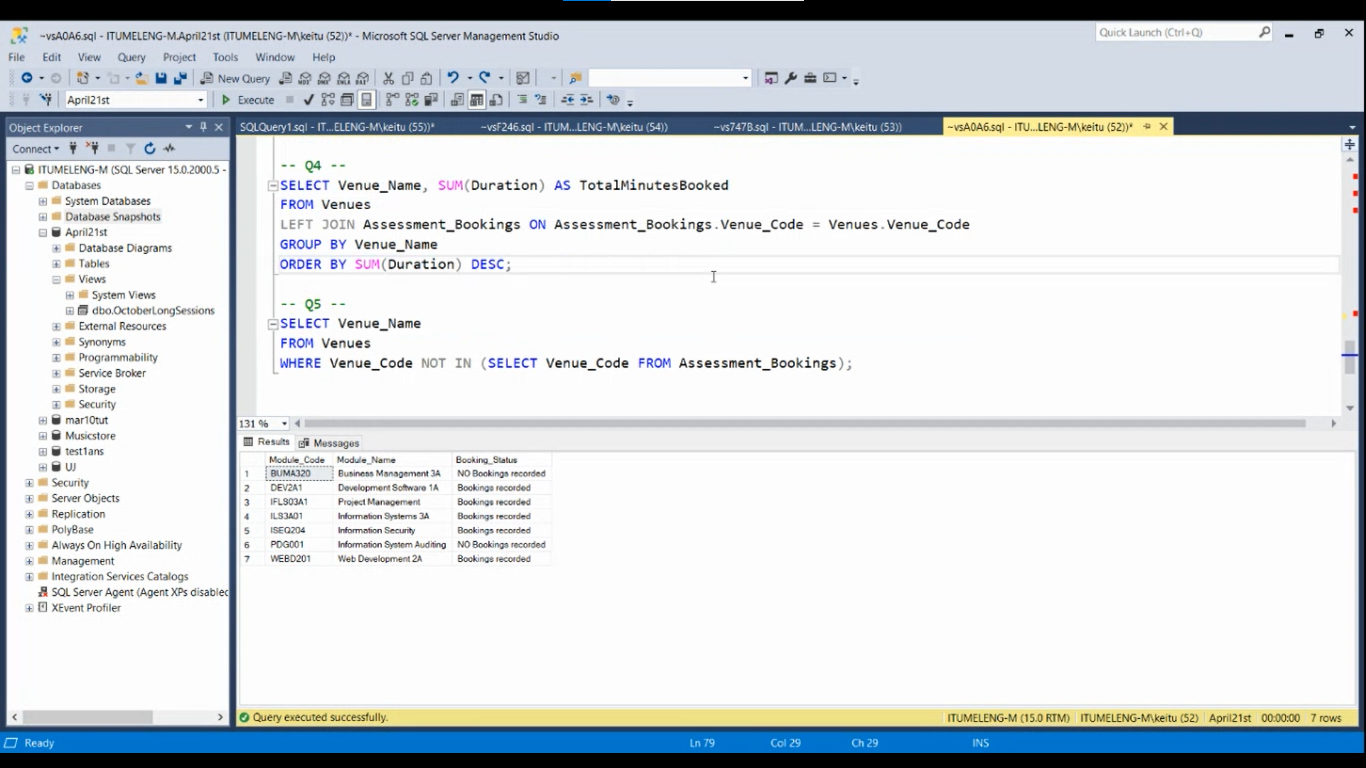 ~vsA0A6.sql - ITUMELENG-M.April21st (ITUMELENG-M\keitu (52))* - Microsoft SQL Server Management Studio
Quick Launch (Ctrl+Q)
File Edit View Query Project Tools Window Help
New Query
April21st
Execute
Object Explorer
SQLQuery1.sql - IT...ELENG-M\keitu (55))*
~vsF246.sql - ITUM...LENG-M\keitu (54))
~vs747B.sql - ITUM...LENG-M\keitu (53))
~vsA0A6.sql - ITU...LENG-M\keitu (52))*
Connect
ITUMELENG-M (SQL Server 15.0.2000.5 -
Databases
System Databases
Database Snapshots
April21st
Database Diagrams
Tables
Views
System Views
dbo.OctoberLongSessions
External Resources
Synonyms
Programmability
Service Broker
Storage
Security
mar10tut
Musicstore
test1ans
UJ
Security
Server Objects
Replication
PolyBase
Always On High Availability
Management
Integration Services Catalogs
SQL Server Agent (Agent XPs disabled
XEvent Profiler
-- Q4 --
SELECT Venue_Name, SUM(Duration) AS TotalMinutesBooked
FROM Venues
LEFT JOIN Assessment_Bookings ON Assessment_Bookings.Venue_Code = Venues.Venue_Code
GROUP BY Venue_Name
ORDER BY SUM(Duration) DESC;
-- Q5 --
SELECT Venue_Name
FROM Venues
WHERE Venue_Code NOT IN (SELECT Venue_Code FROM Assessment_Bookings);
131 %
Results Messages
Module_Code Module_Name Booking_Status
1 BUMA320 Business Management 3A NO Bookings recorded
2 DEV2A1 Development Software 1A Bookings recorded
3 IFLS03A1 Project Management Bookings recorded
4 ILS3A01 Information Systems 3A Bookings recorded
5 ISEQ204 Information Security Bookings recorded
6 PDG001 Information System Auditing NO Bookings recorded
7 WEBD201 Web Development 2A Bookings recorded
Query executed successfully.
ITUMELENG-M (15.0 RTM) ITUMELENG-M\keitu (52) April21st 00:00:00 7 rows
Ready Ln 79 Col 29 Ch 29 INS